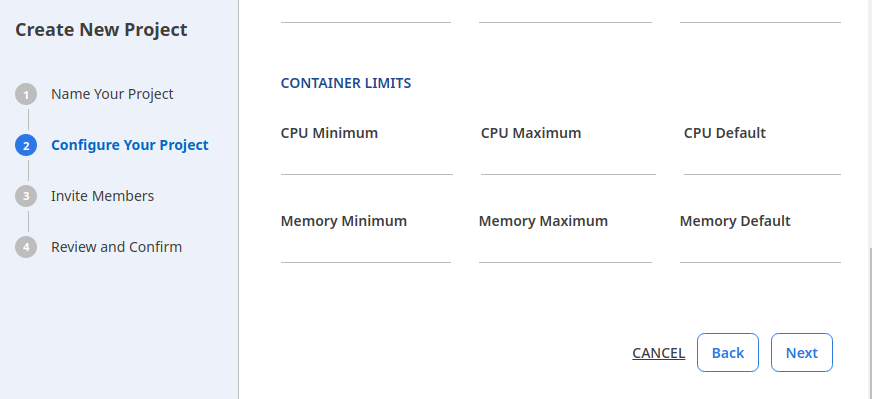 Create New Project
1 Name Your Project
2 Configure Your Project
3 Invite Members
4 Review and Confirm
CONTAINER LIMITS
CPU Minimum CPU Maximum CPU Default
Memory Minimum Memory Maximum Memory Default
CANCEL Back Next